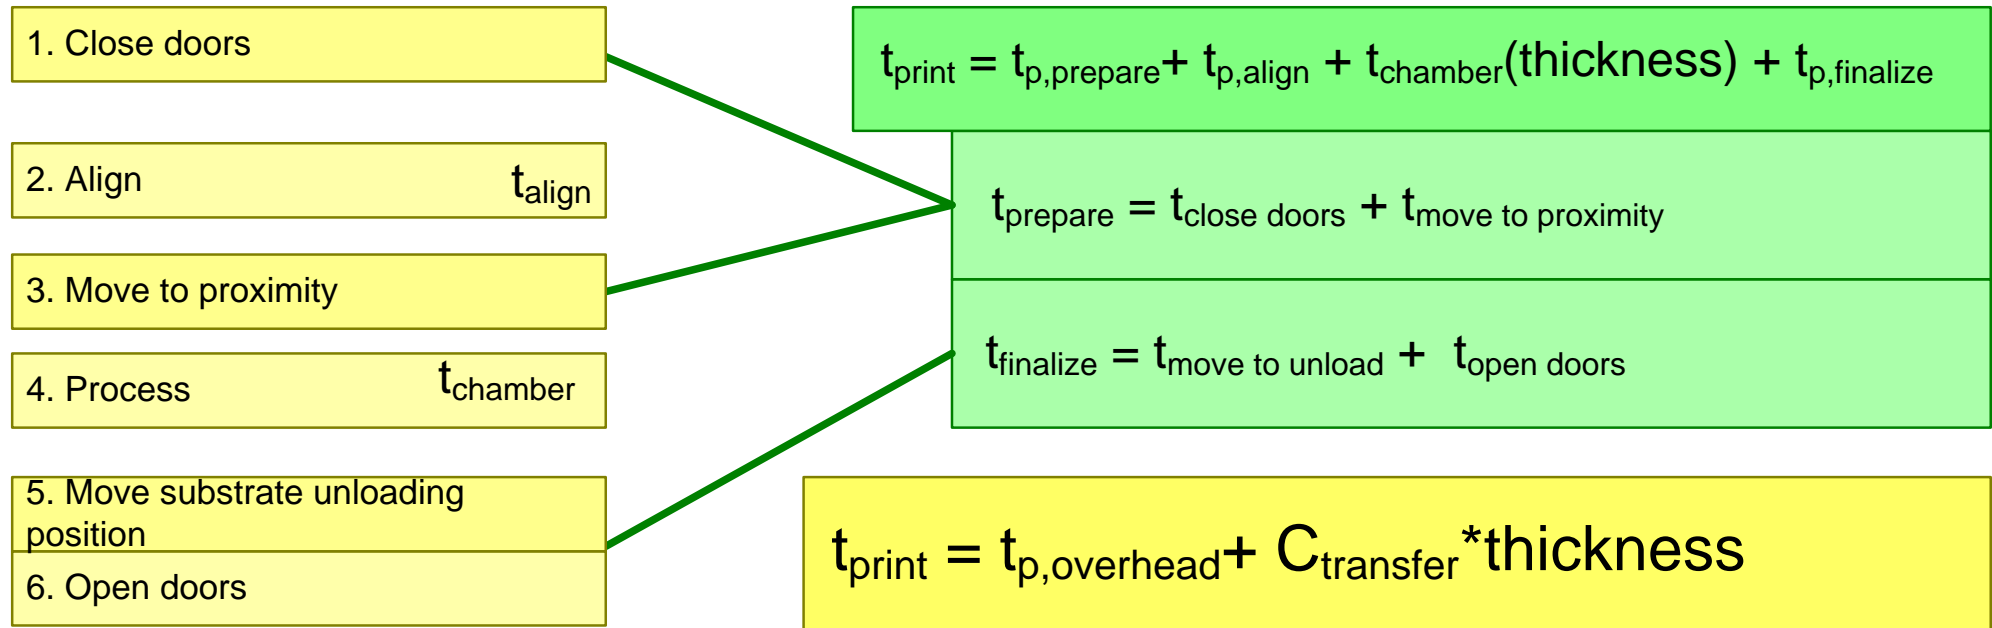 1. Close doors
2. Align t_align
3. Move to proximity
4. Process t_chamber
5. Move substrate unloading
position
6. Open doors
t_print = t_p,prepare+ t_p,align + t_chamber(thickness) + t_p,finalize
t_prepare = t_close doors + t_move to proximity
t_finalize = t_move to unload + t_open doors
t_print = t_p,overhead+ C_transfer*thickness